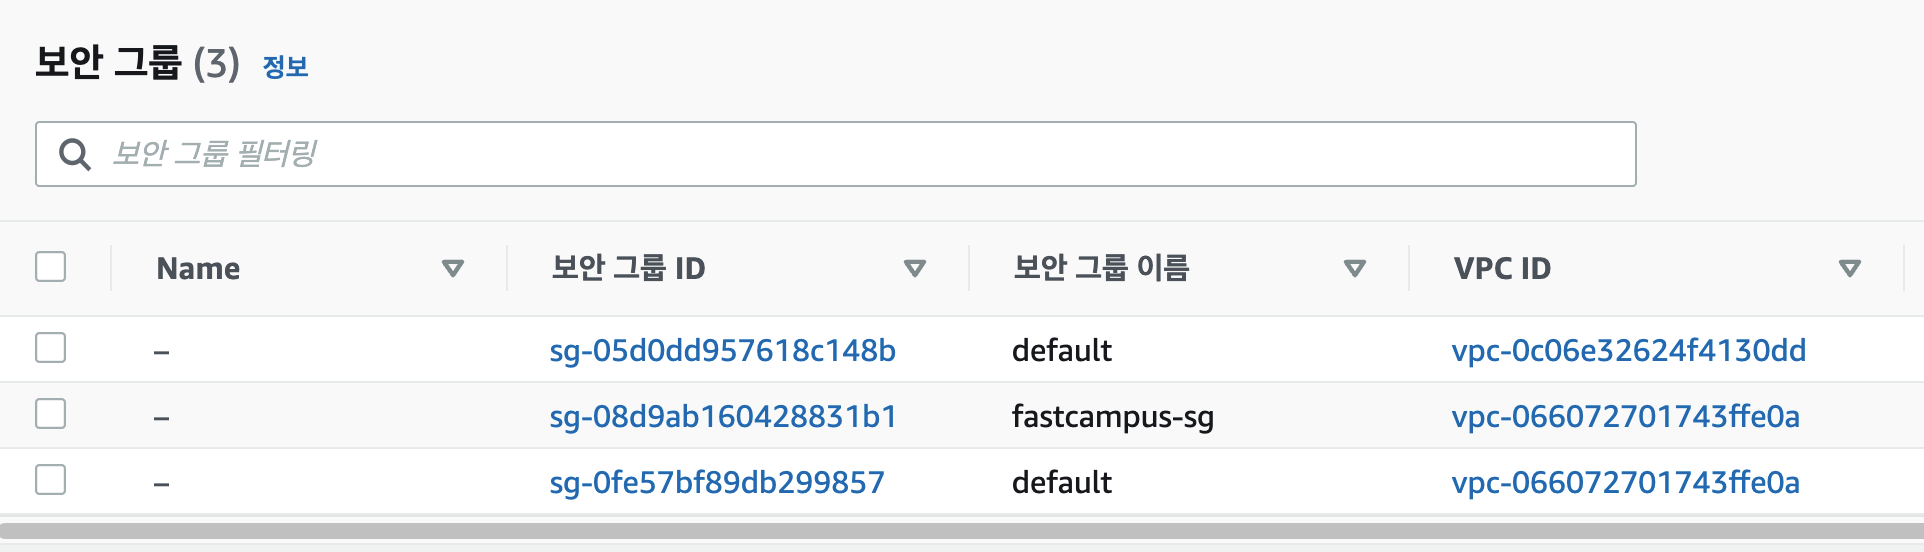 보안 그룹 (3) 정보
보안 그룹 필터링
Name 보안 그룹 ID 보안 그룹 이름 VPC ID
– sg-05d0dd957618c148b default vpc-0c06e32624f4130dd
– sg-08d9ab160428831b1 fastcampus-sg vpc-066072701743ffe0a
– sg-0fe57bf89db299857 default vpc-066072701743ffe0a